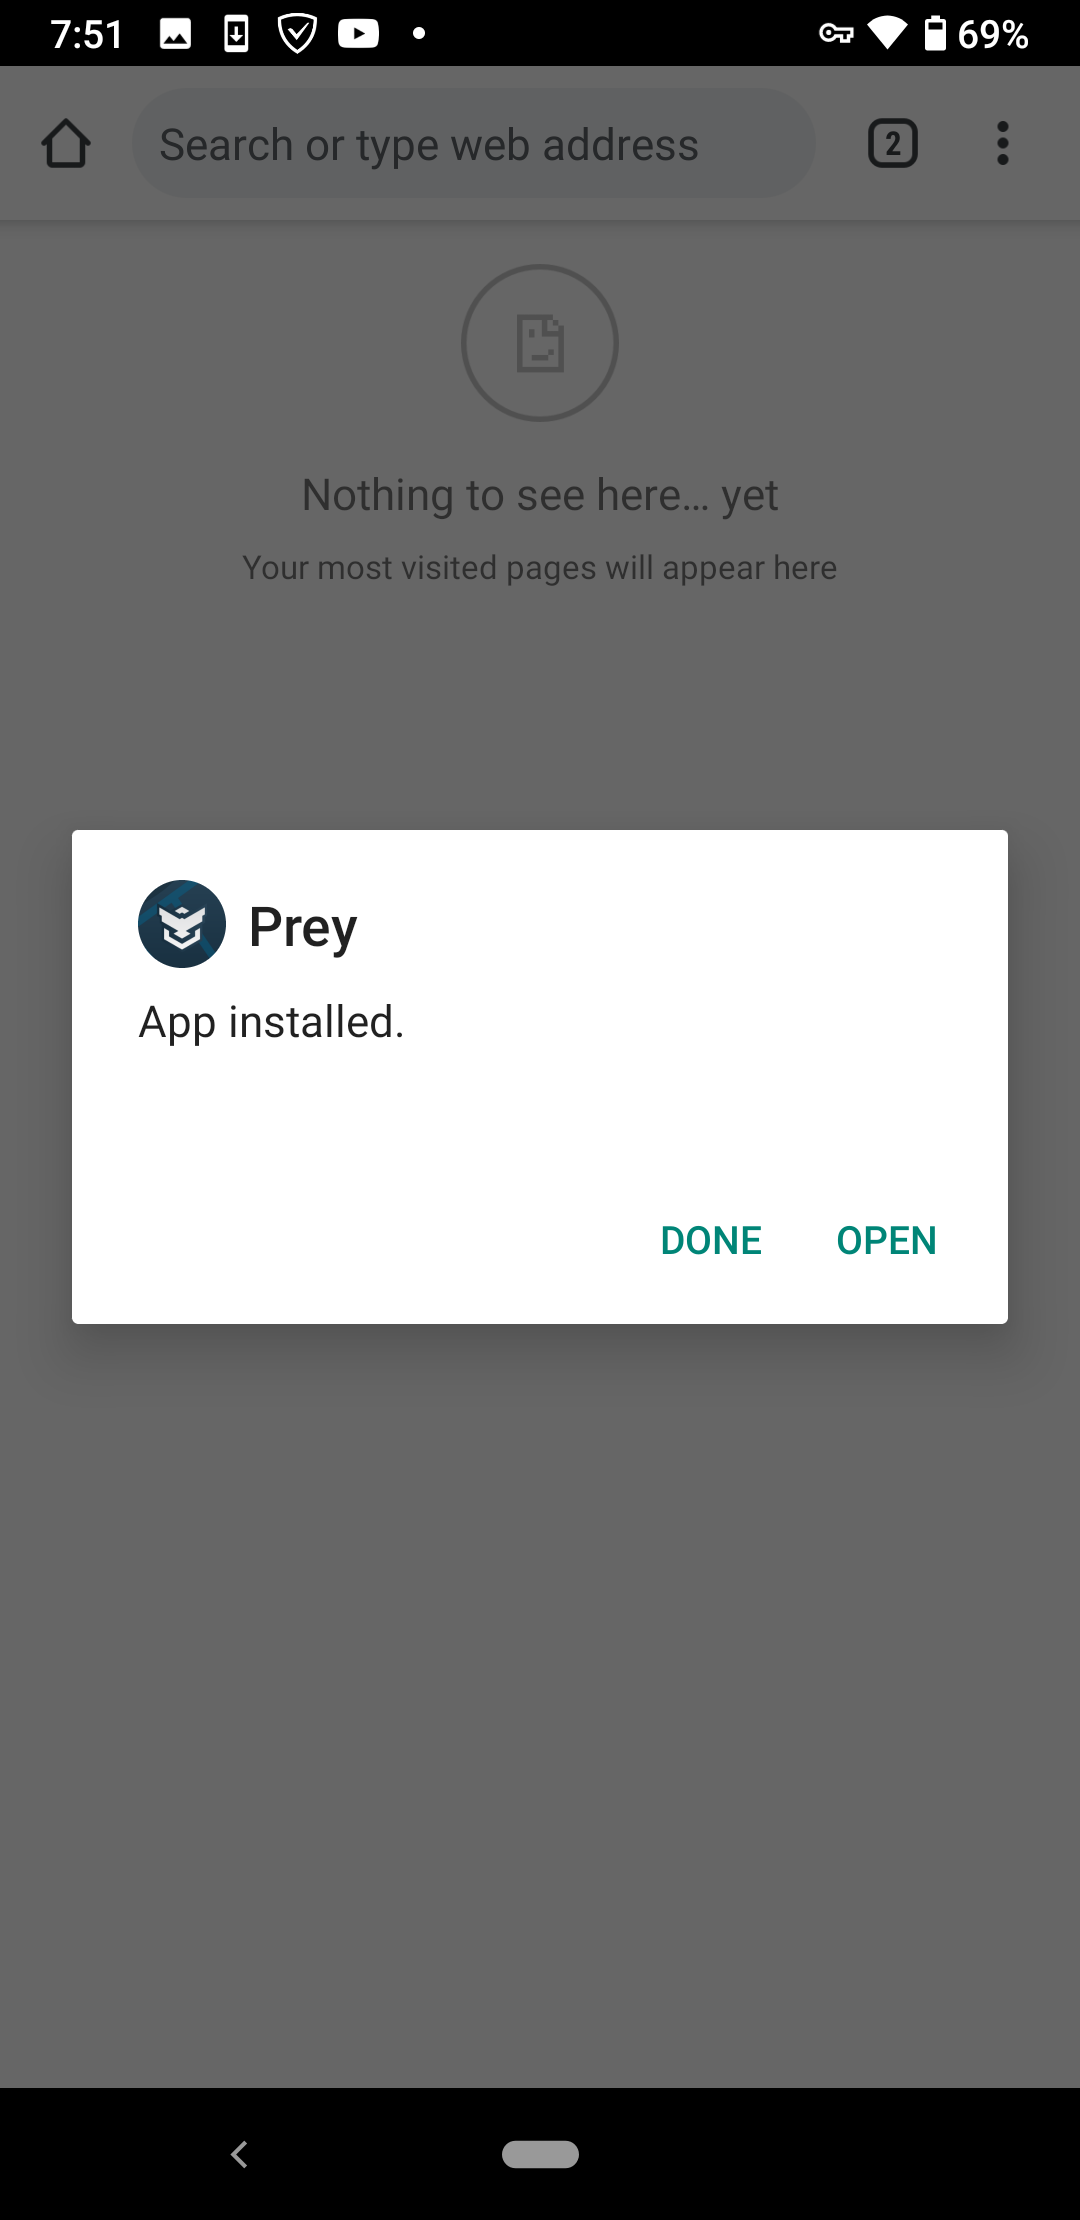 7:51
69%
Search or type web address
2
Nothing to see here... yet
Your most visited pages will appear here
Prey
App installed.
DONE OPEN